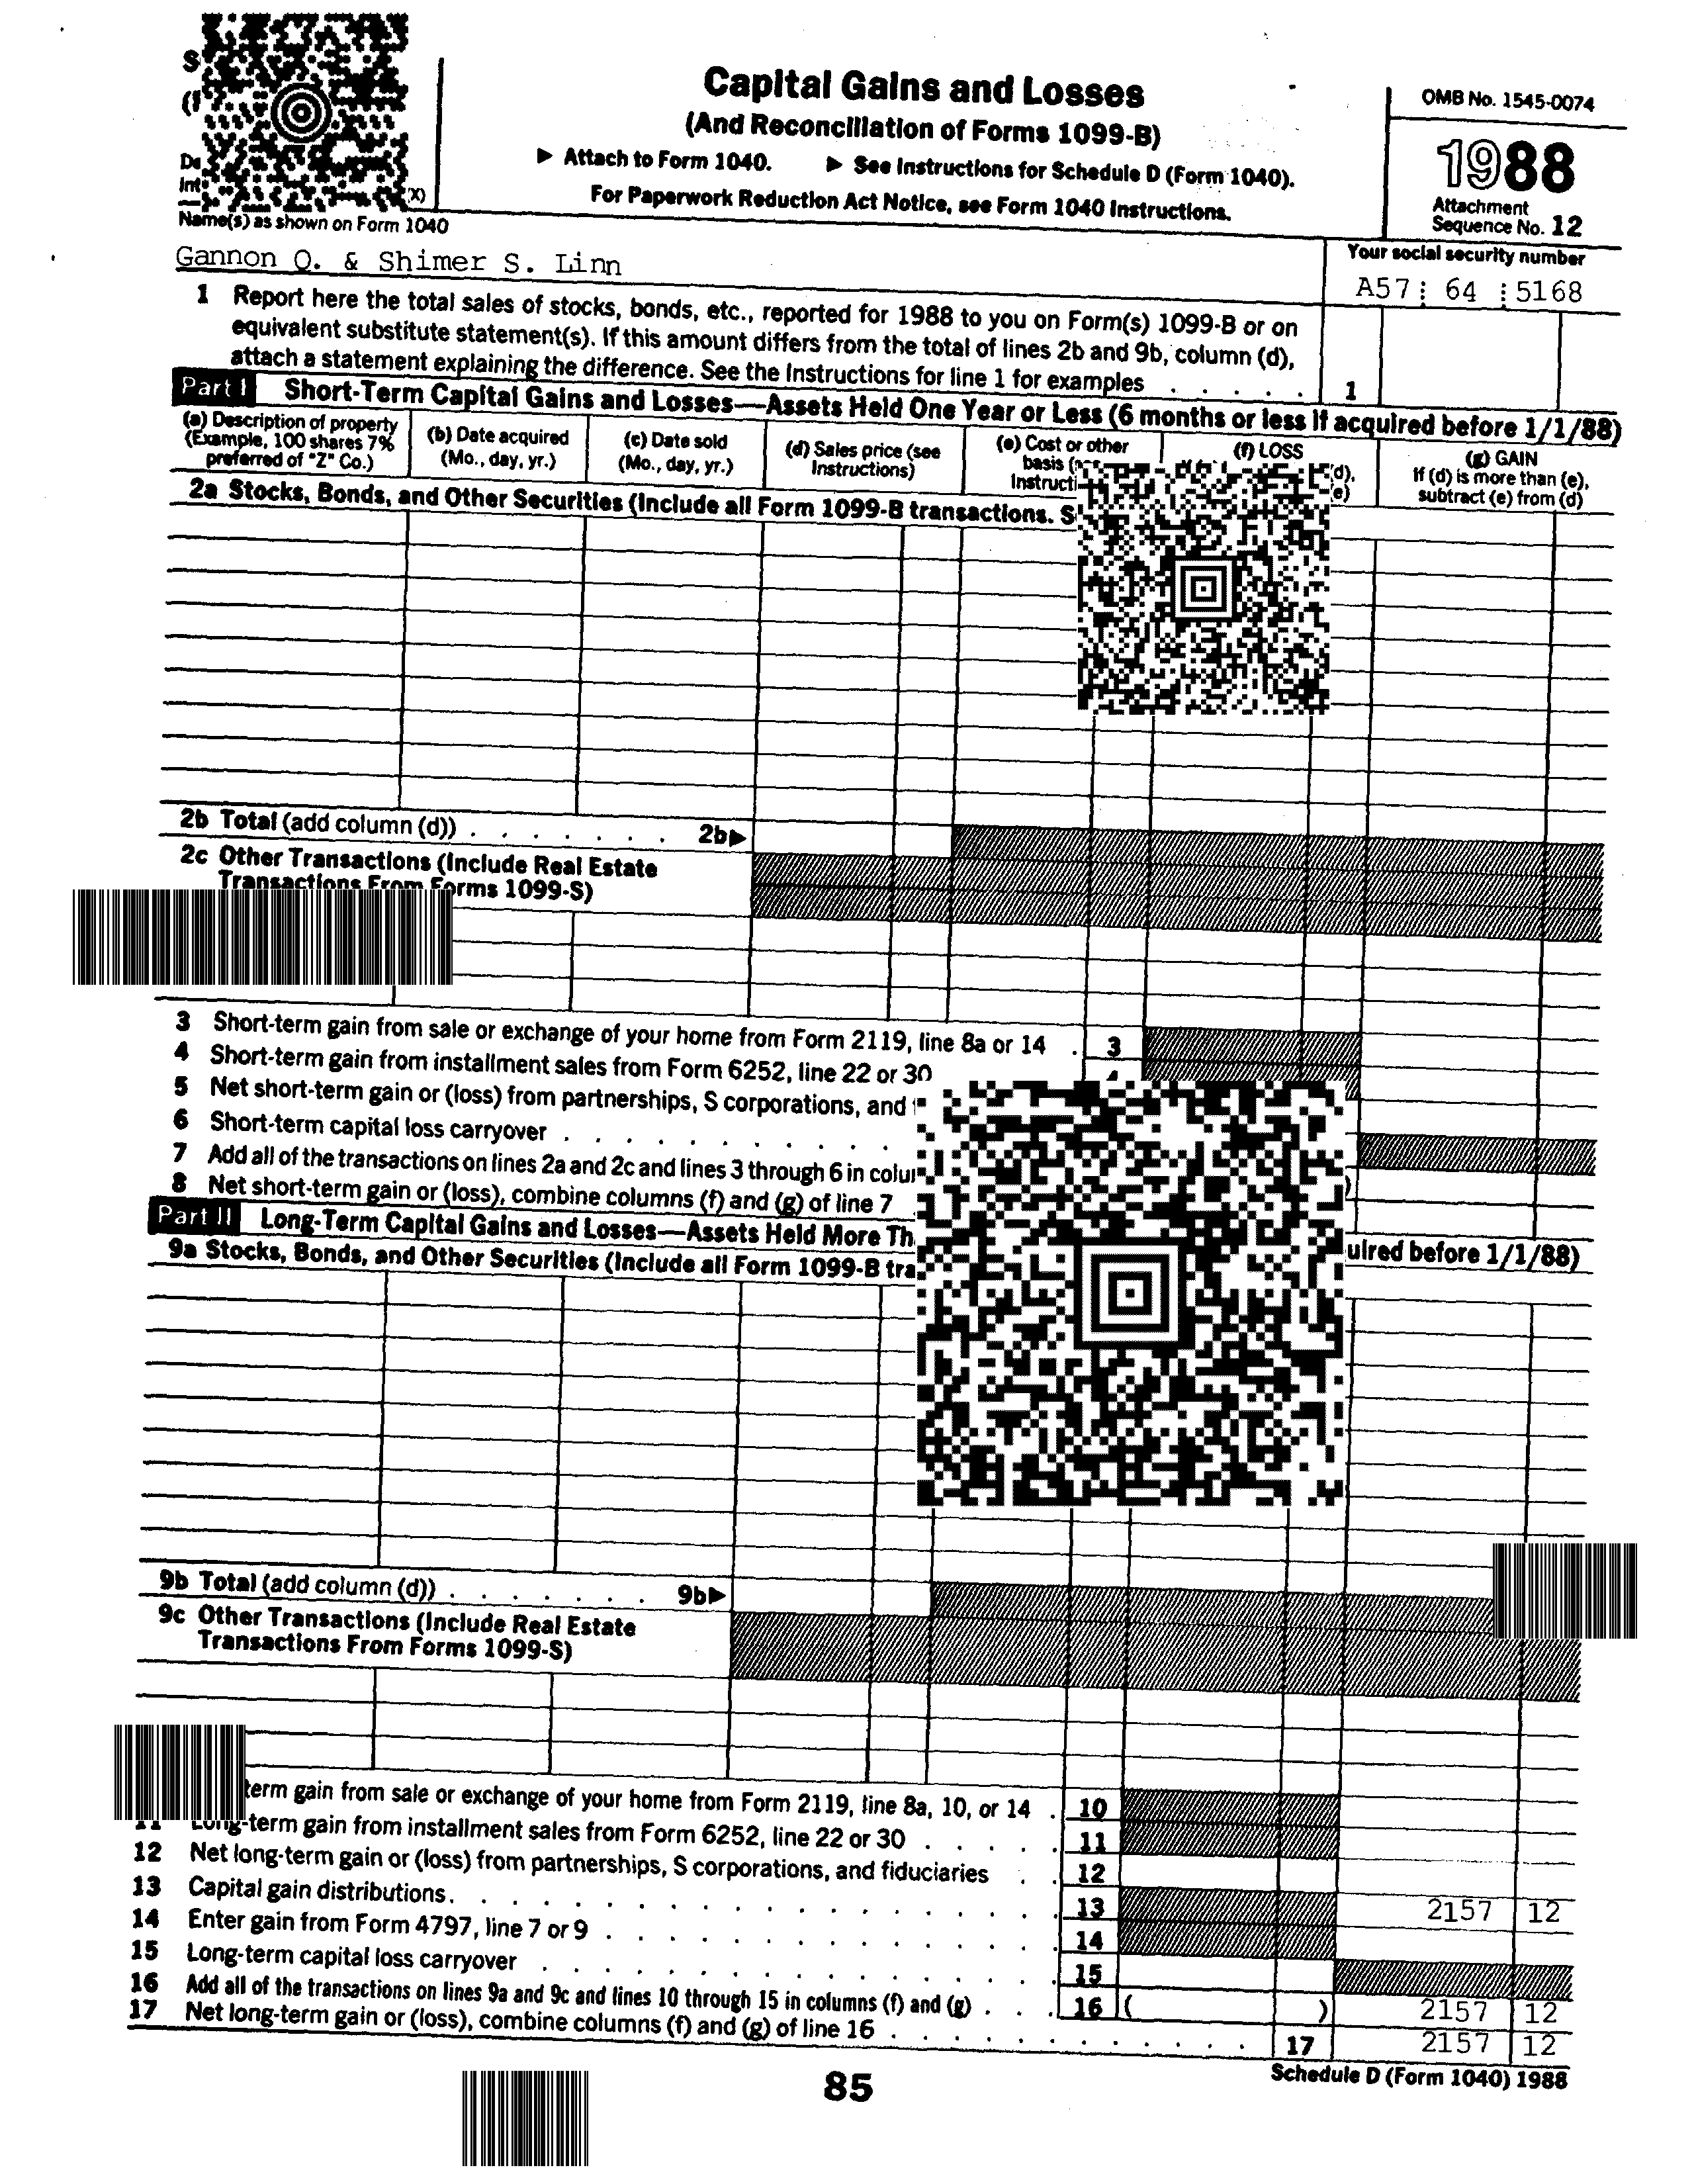 Capital Gains and Losses
(And Reconciliation of Forms 1099-B)
▶ Attach to Form 1040. ▶ See Instructions for Schedule D (Form 1040).
For Paperwork Reduction Act Notice, see Form 1040 Instructions.
OMB No. 1545-0074
1988
Attachment
Sequence No. 12
Name(s) as shown on Form 1040
Your social security number
Gannon O. & Shimer S. Linn
A57 64 5168
1 Report here the total sales of stocks, bonds, etc., reported for 1988 to you on Form(s) 1099-B or on
equivalent substitute statement(s). If this amount differs from the total of lines 2b and 9b, column (d),
attach a statement explaining the difference. See the Instructions for line 1 for examples . . . . . 1
Part I Short-Term Capital Gains and Losses—Assets Held One Year or Less (6 months or less if acquired before 1/1/88)
(a) Description of property
(Example, 100 shares 7%
preferred of "Z" Co.)
(b) Date acquired
(Mo., day, yr.)
(c) Date sold
(Mo., day, yr.)
(d) Sales price (see
Instructions)
(e) Cost or other
basis
(f) LOSS
(g) GAIN
If (d) is more than (e),
subtract (e) from (d)
2a Stocks, Bonds, and Other Securities (Include all Form 1099-B transactions.
2b Total (add column (d)) . . . . . . . 2b▶
2c Other Transactions (Include Real Estate
Transactions From Forms 1099-S)
3 Short-term gain from sale or exchange of your home from Form 2119, line 8a or 14 . 3
4 Short-term gain from installment sales from Form 6252, line 22 or 30
5 Net short-term gain or (loss) from partnerships, S corporations, and
6 Short-term capital loss carryover . . . . . . . . . . .
7 Add all of the transactions on lines 2a and 2c and lines 3 through 6 in
8 Net short-term gain or (loss), combine columns (f) and (g) of line 7
Part II Long-Term Capital Gains and Losses—Assets Held More before 1/1/88)
9a Stocks, Bonds, and Other Securities (Include all Form 1099-B
9b Total (add column (d)) . . . . . . . 9b▶
9c Other Transactions (Include Real Estate
Transactions From Forms 1099-S)
term gain from sale or exchange of your home from Form 2119, line 8a, 10, or 14 . 10
11 Long-term gain from installment sales from Form 6252, line 22 or 30 . . . . . 11
12 Net long-term gain or (loss) from partnerships, S corporations, and fiduciaries . . 12
13 Capital gain distributions. . . . . . . . . . . . . . . . . . . 13 2157 12
14 Enter gain from Form 4797, line 7 or 9 . . . . . . . . . . . . . . 14
15 Long-term capital loss carryover . . . . . . . . . . . . . . . . 15
16 Add all of the transactions on lines 9a and 9c and lines 10 through 15 in columns (f) and (g) . . . 16 ( ) 2157 12
17 Net long-term gain or (loss), combine columns (f) and (g) of line 16 . . . . . . . . . . . . 17 2157 12
85
Schedule D (Form 1040) 1988